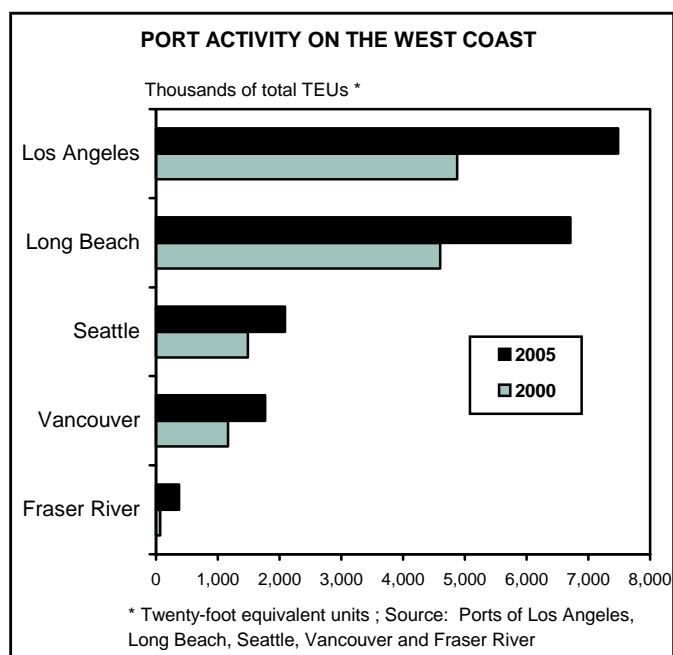 PORT ACTIVITY ON THE WEST COAST
Thousands of total TEUs *
Los Angeles
Long Beach
Seattle
Vancouver
Fraser River
2005
2000
0 1,000 2,000 3,000 4,000 5,000 6,000 7,000 8,000
* Twenty-foot equivalent units ; Source: Ports of Los Angeles,
Long Beach, Seattle, Vancouver and Fraser River